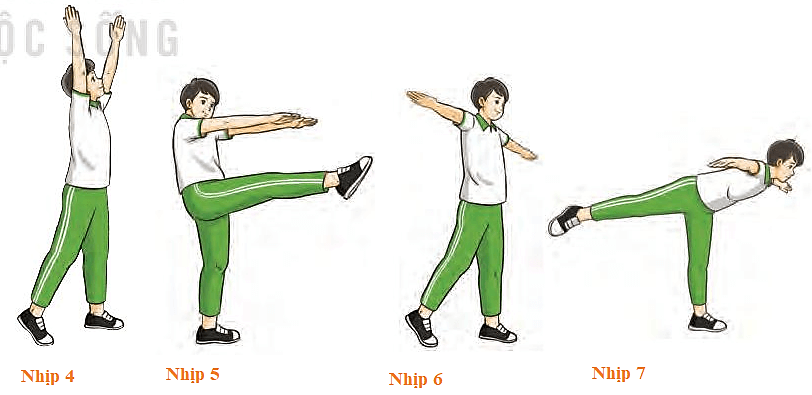 ỘC SỐNG
Nhịp 4
Nhịp 5
Nhịp 6
Nhịp 7